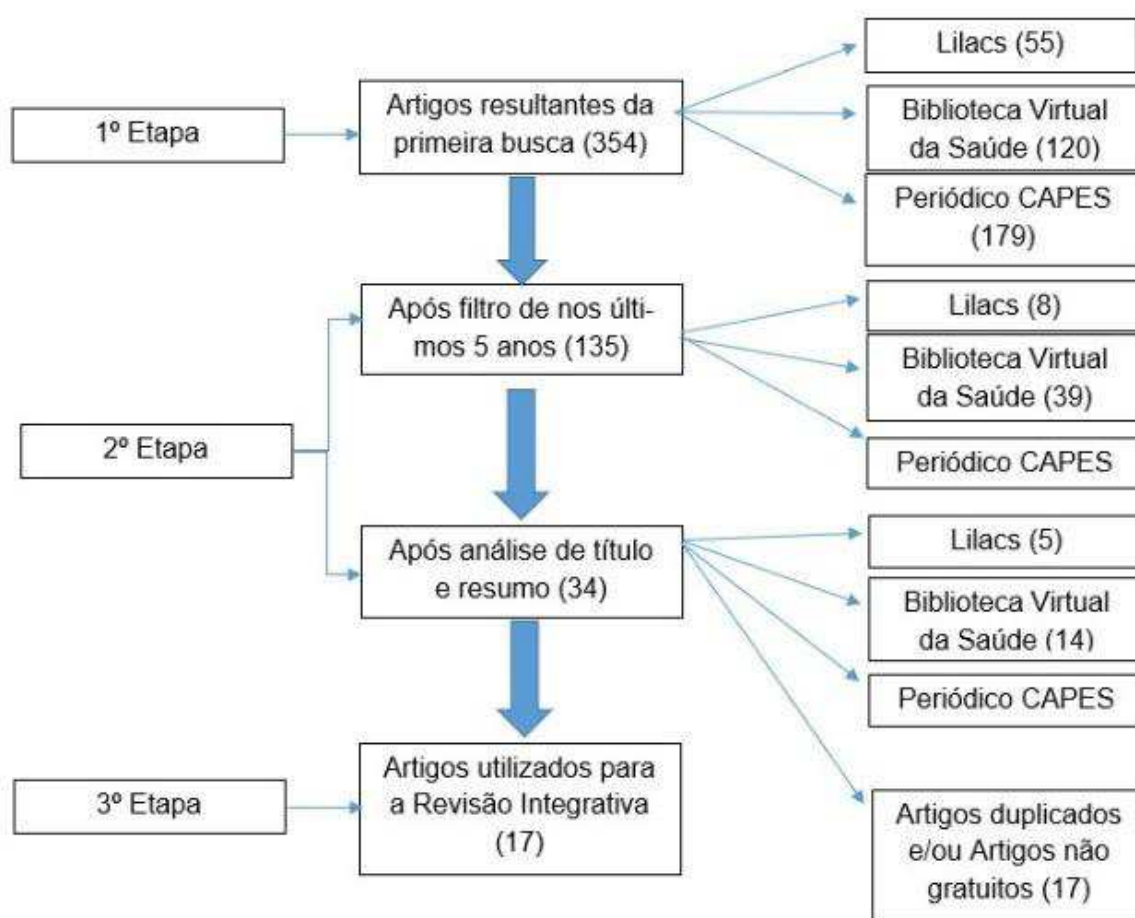 1º Etapa
Artigos resultantes da
primeira busca (354)
Lilacs (55)
Biblioteca Virtual
da Saúde (120)
Periódico CAPES
(179)
2º Etapa
Após filtro de nos últi-
mos 5 anos (135)
Lilacs (8)
Biblioteca Virtual
da Saúde (39)
Periódico CAPES
Após análise de título
e resumo (34)
Lilacs (5)
Biblioteca Virtual
da Saúde (14)
Periódico CAPES
Artigos duplicados
e/ou Artigos não
gratuitos (17)
3º Etapa
Artigos utilizados para
a Revisão Integrativa
(17)